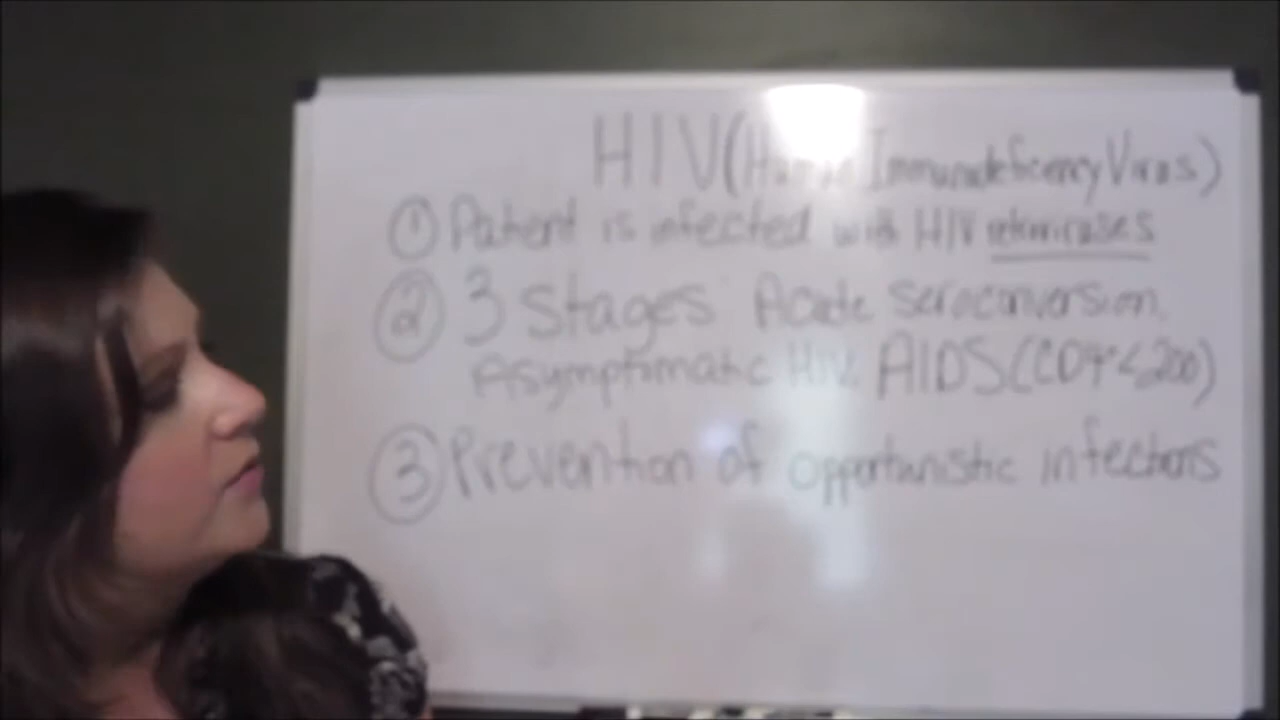 HIV (Human Immunodeficiency Virus)
① Patient is infected with HIV retroviruses
② 3 Stages Acute seroconversion,
Asymptimatic HIV, AIDS (CD4+<200)
③ Prevention of opportunistic infections